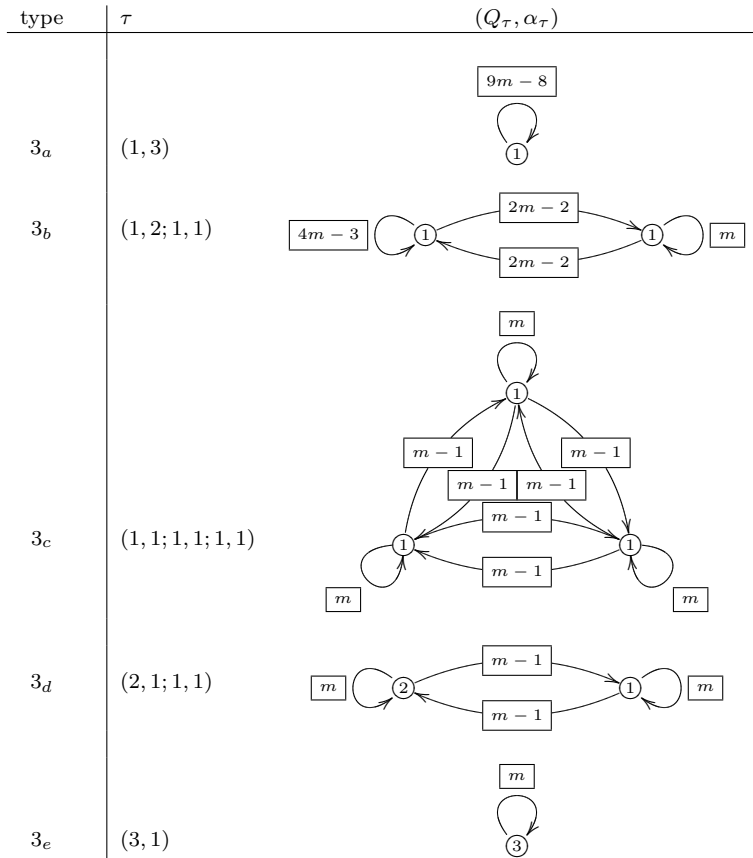 type τ (Q_τ, α_τ)
9m − 8
1
3_a (1, 3)
2m − 2
3_b (1, 2; 1, 1) 4m − 3 1 1 m
2m − 2
m
1
m − 1 m − 1
m − 1 m − 1
m − 1
3_c (1, 1; 1, 1; 1, 1) 1 1
m − 1
m m
m − 1
3_d (2, 1; 1, 1) m 2 1 m
m − 1
m
3_e (3, 1) 3